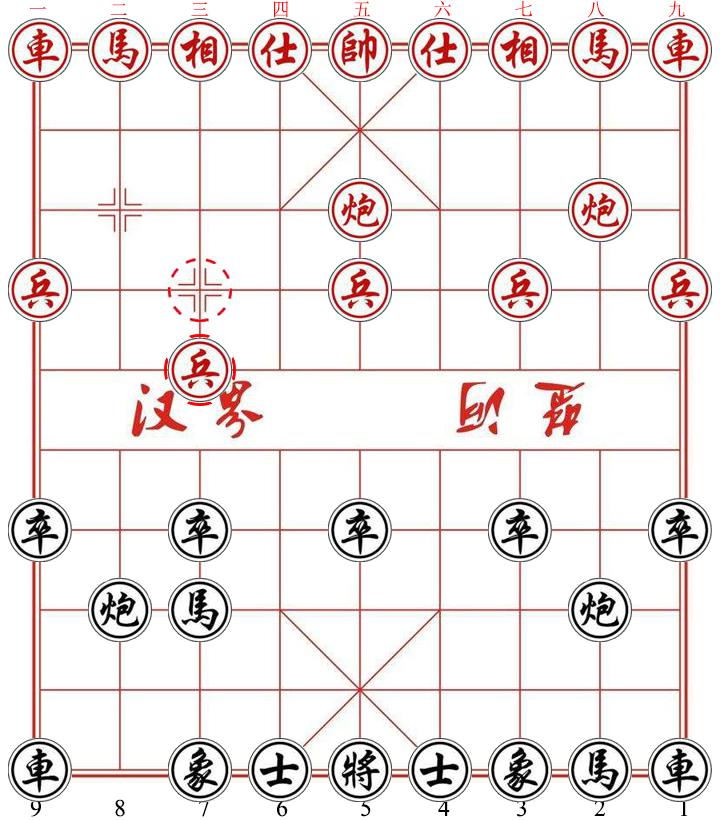 一 二 三 四 五 六 七 八 九
車 馬 相 仕 帥 仕 相 馬 車
炮 炮
兵 兵 兵 兵
兵
汉界 楚河
卒 卒 卒 卒 卒
炮 馬 炮
車 象 士 將 士 象 馬 車
9 8 7 6 5 4 3 2 1